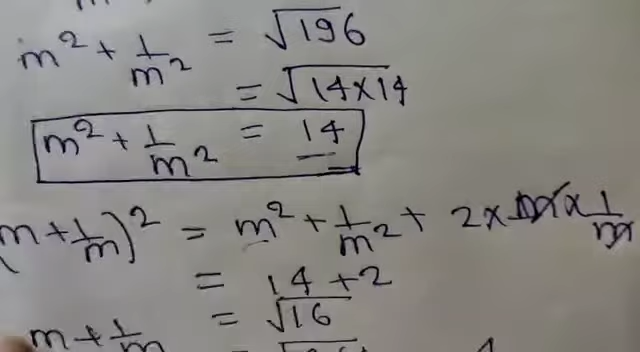 m² + 1/m² = √196
= √14×14
m² + 1/m² = 14
(m + 1/m)² = m² + 1/m² + 2 × m × 1/m
= 14 + 2
m + 1/m = √16